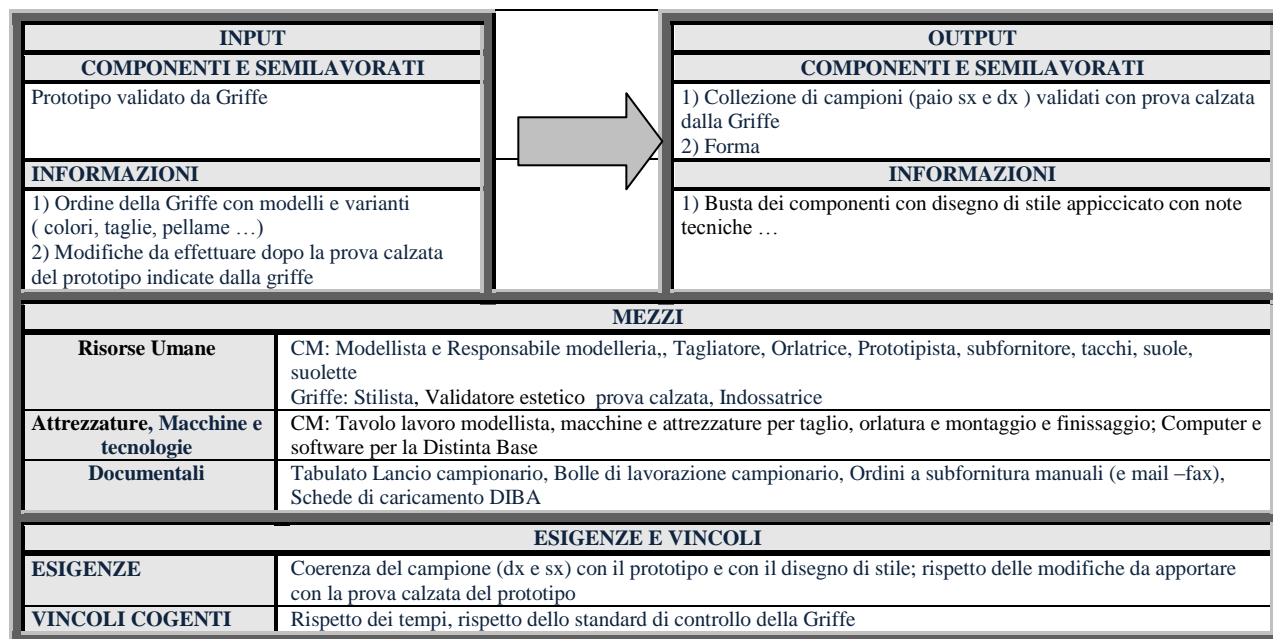 INPUT
COMPONENTI E SEMILAVORATI
Prototipo validato da Griffe
INFORMAZIONI
1) Ordine della Griffe con modelli e varianti
( colori, taglie, pellame …)
2) Modifiche da effettuare dopo la prova calzata
del prototipo indicate dalla griffe
OUTPUT
COMPONENTI E SEMILAVORATI
1) Collezione di campioni (paio sx e dx ) validati con prova calzata
dalla Griffe
2) Forma
INFORMAZIONI
1) Busta dei componenti con disegno di stile appiccicato con note
tecniche …
MEZZI
Risorse Umane
CM: Modellista e Responsabile modelleria,, Tagliatore, Orlatrice, Prototipista, subfornitore, tacchi, suole,
suolette
Griffe: Stilista, Validatore estetico prova calzata, Indossatrice
Attrezzature, Macchine e
tecnologie
CM: Tavolo lavoro modellista, macchine e attrezzature per taglio, orlatura e montaggio e finissaggio; Computer e
software per la Distinta Base
Documentali
Tabulato Lancio campionario, Bolle di lavorazione campionario, Ordini a subfornitura manuali (e mail –fax),
Schede di caricamento DIBA
ESIGENZE E VINCOLI
ESIGENZE
Coerenza del campione (dx e sx) con il prototipo e con il disegno di stile; rispetto delle modifiche da apportare
con la prova calzata del prototipo
VINCOLI COGENTI
Rispetto dei tempi, rispetto dello standard di controllo della Griffe